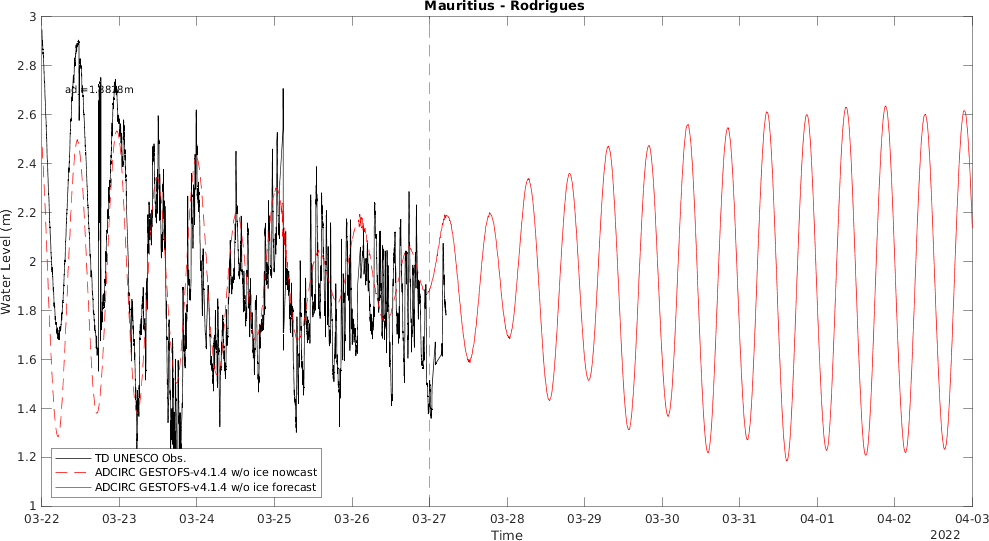 Mauritius - Rodrigues
3
2.8
2.6
2.4
2.2
2
1.8
1.6
1.4
1.2
1
Water Level (m)
TD UNESCO Obs.
ADCIRC GESTOFS-v4.1.4 w/o ice nowcast
ADCIRC GESTOFS-v4.1.4 w/o ice forecast
03-22 03-23 03-24 03-25 03-26 03-27 03-28 03-29 03-30 03-31 04-01 04-02 04-03
Time
2022